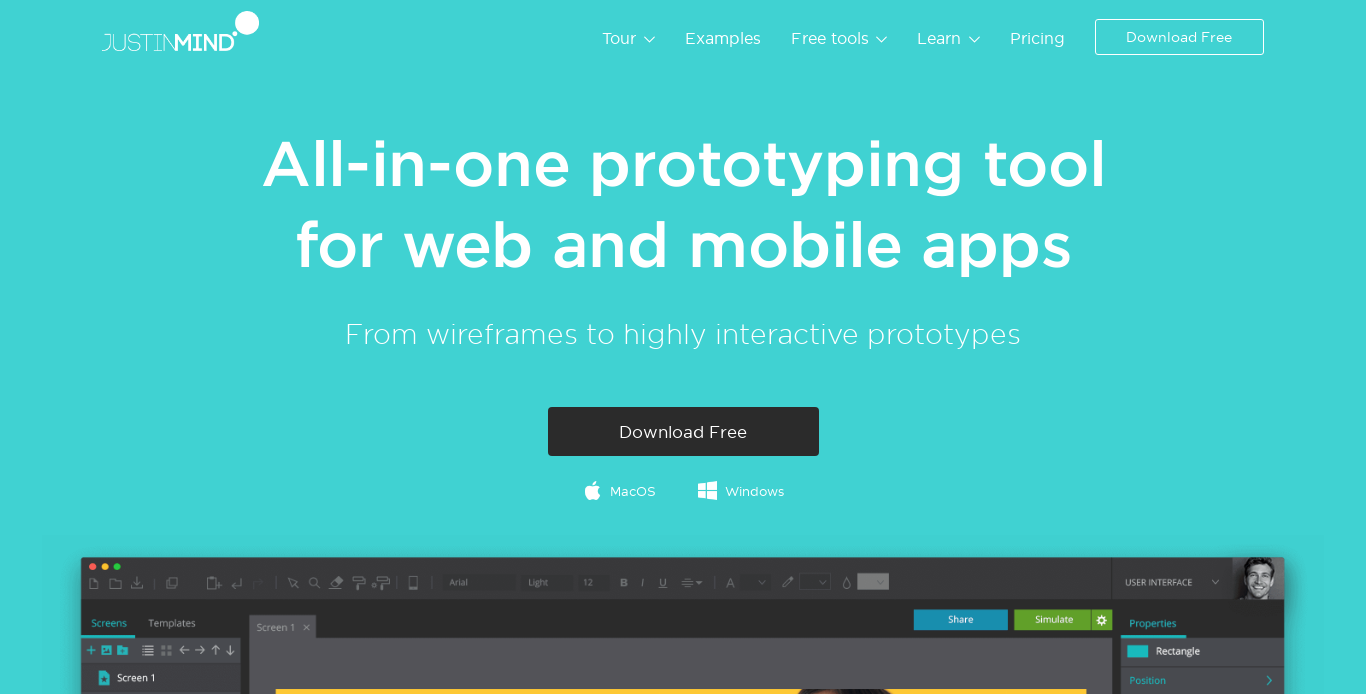 JUSTINMIND
Tour Examples Free tools Learn Pricing Download Free
All-in-one prototyping tool
for web and mobile apps
From wireframes to highly interactive prototypes
Download Free
MacOS Windows
Arial Light 12 B I U A USER INTERFACE
Screens Templates Screen 1 Share Simulate Properties
Rectangle
Screen 1 Position